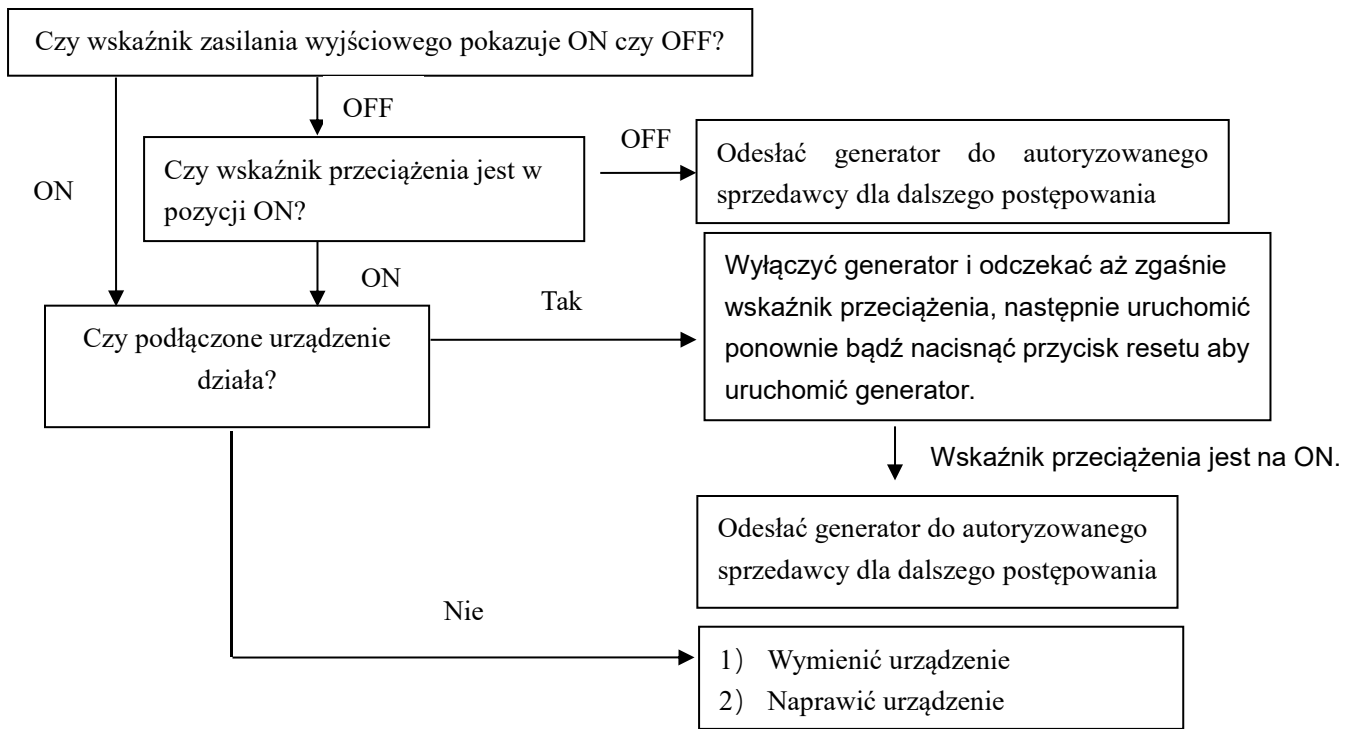 Czy wskaźnik zasilania wyjściowego pokazuje ON czy OFF?
OFF
OFF
ON
Czy wskaźnik przeciążenia jest w
pozycji ON?
Odesłać generator do autoryzowanego
sprzedawcy dla dalszego postępowania
ON
Tak
Wyłączyć generator i odczekać aż zgaśnie
wskaźnik przeciążenia, następnie uruchomić
ponownie bądź nacisnąć przycisk resetu aby
uruchomić generator.
Czy podłączone urządzenie
działa?
Wskaźnik przeciążenia jest na ON.
Odesłać generator do autoryzowanego
sprzedawcy dla dalszego postępowania
Nie
1) Wymienić urządzenie
2) Naprawić urządzenie